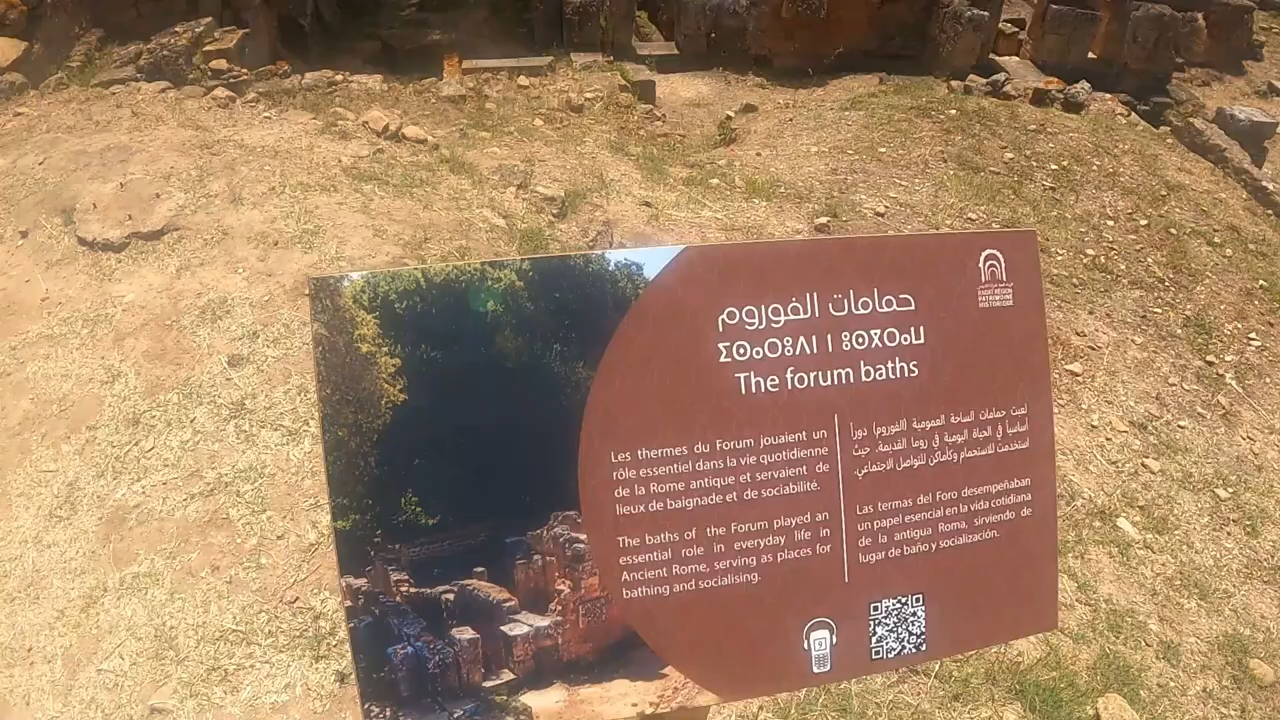 RABAT RÉGION
PATRIMOINE
HISTORIQUE
حمامات الفوروم
ⵉⵙⴰⵔⵓⴷⵏ ⵏ ⵓⵙⴳⵔⴰⵡ
The forum baths
Les thermes du Forum jouaient un
rôle essentiel dans la vie quotidienne
de la Rome antique et servaient de
lieux de baignade et de sociabilité.
The baths of the Forum played an
essential role in everyday life in
Ancient Rome, serving as places for
bathing and socialising.
لعبت حمامات الساحة العمومية (الفوروم) دوراً
أساسياً في الحياة اليومية في روما القديمة، حيث
استخدمت للاستحمام وكأماكن للتواصل الاجتماعي.
Las termas del Foro desempeñaban
un papel esencial en la vida cotidiana
de la antigua Roma, sirviendo de
lugar de baño y socialización.
9